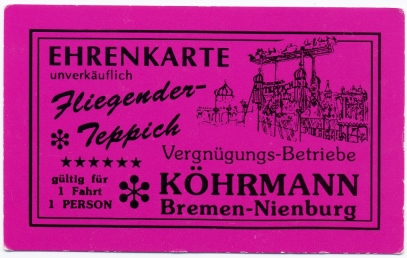 EHRENKARTE
unverkäuflich
Fliegender-
Teppich
gültig für
1 Fahrt
1 PERSON
Vergnügungs-Betriebe
KÖHRMANN
Bremen-Nienburg